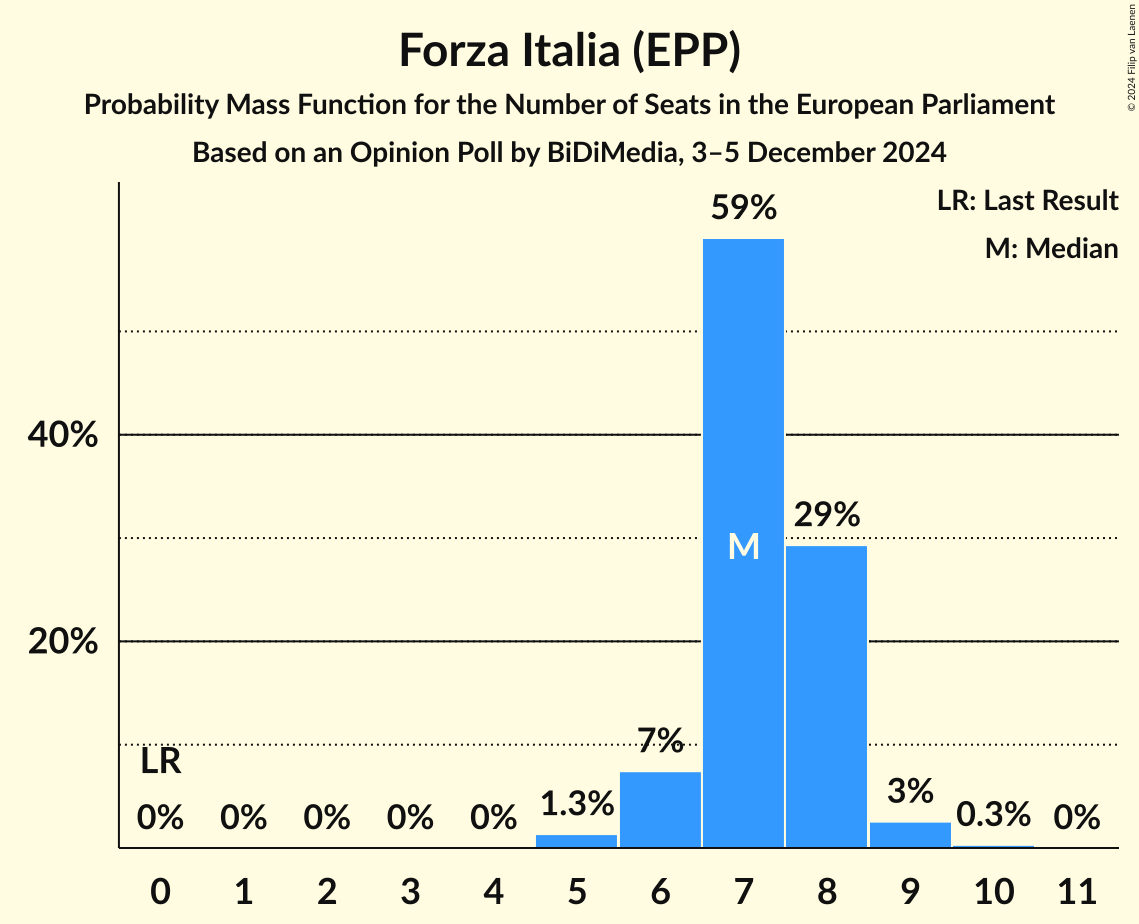 Forza Italia (EPP)
Probability Mass Function for the Number of Seats in the European Parliament
Based on an Opinion Poll by BiDiMedia, 3–5 December 2024
© 2024 Filip van Laenen
LR: Last Result
M: Median
59%
40%
29%
M
20%
7%
LR
0% 0% 0% 0% 0% 1.3% 3% 0.3% 0%
0 1 2 3 4 5 6 7 8 9 10 11